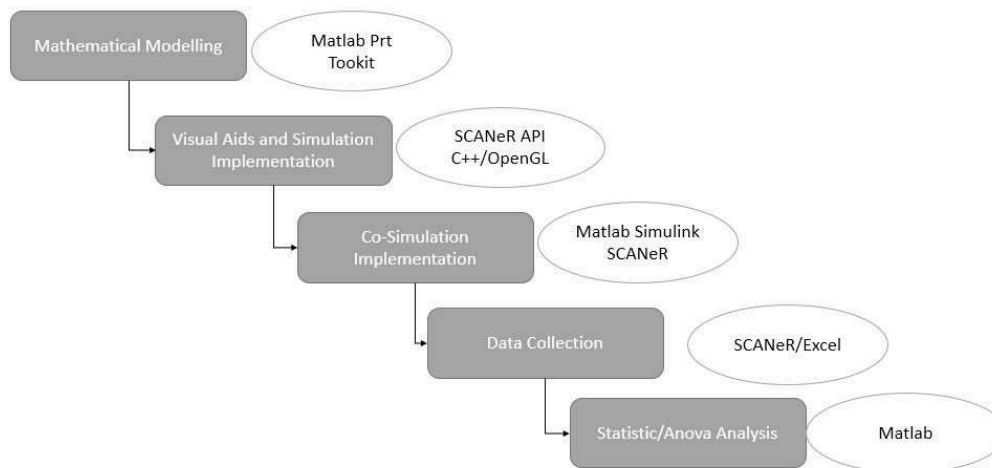 Mathematical Modelling
Matlab Prt
Tookit
Visual Aids and Simulation
Implementation
SCANeR API
C++/OpenGL
Co-Simulation
Implementation
Matlab Simulink
SCANeR
Data Collection
SCANeR/Excel
Statistic/Anova Analysis
Matlab